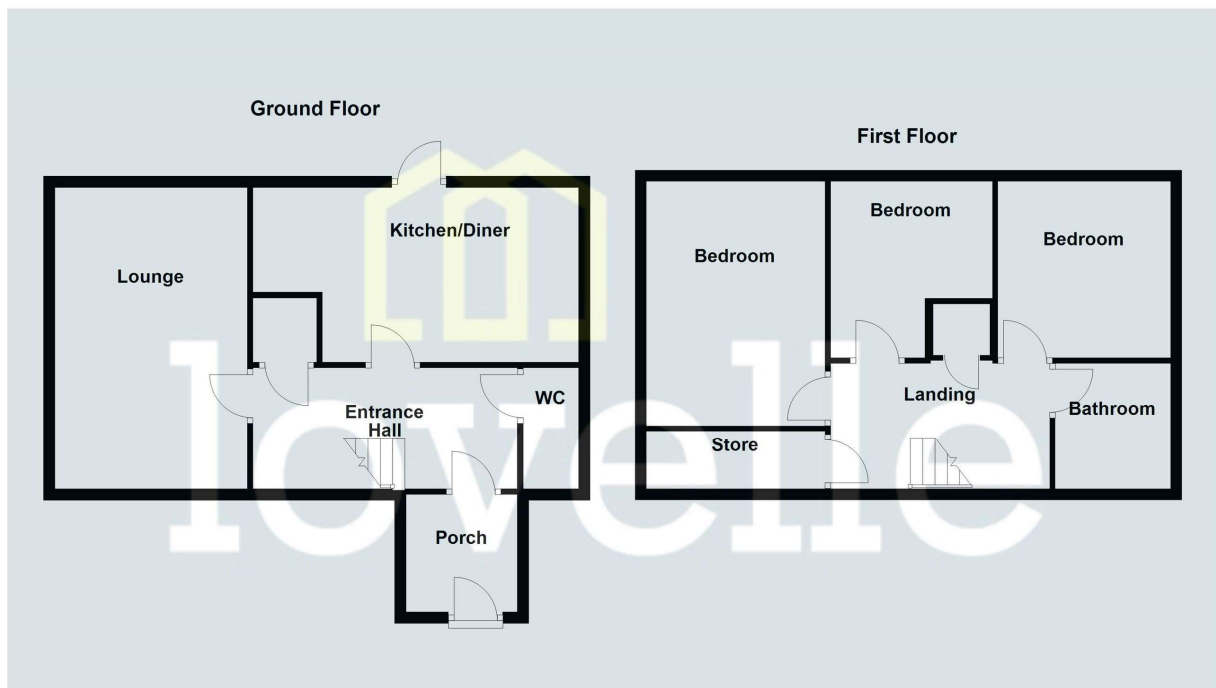 Ground Floor
Kitchen/Diner
Lounge
Entrance
Hall
WC
Porch
First Floor
Bedroom
Bedroom
Bedroom
Landing
Bathroom
Store
lovelle